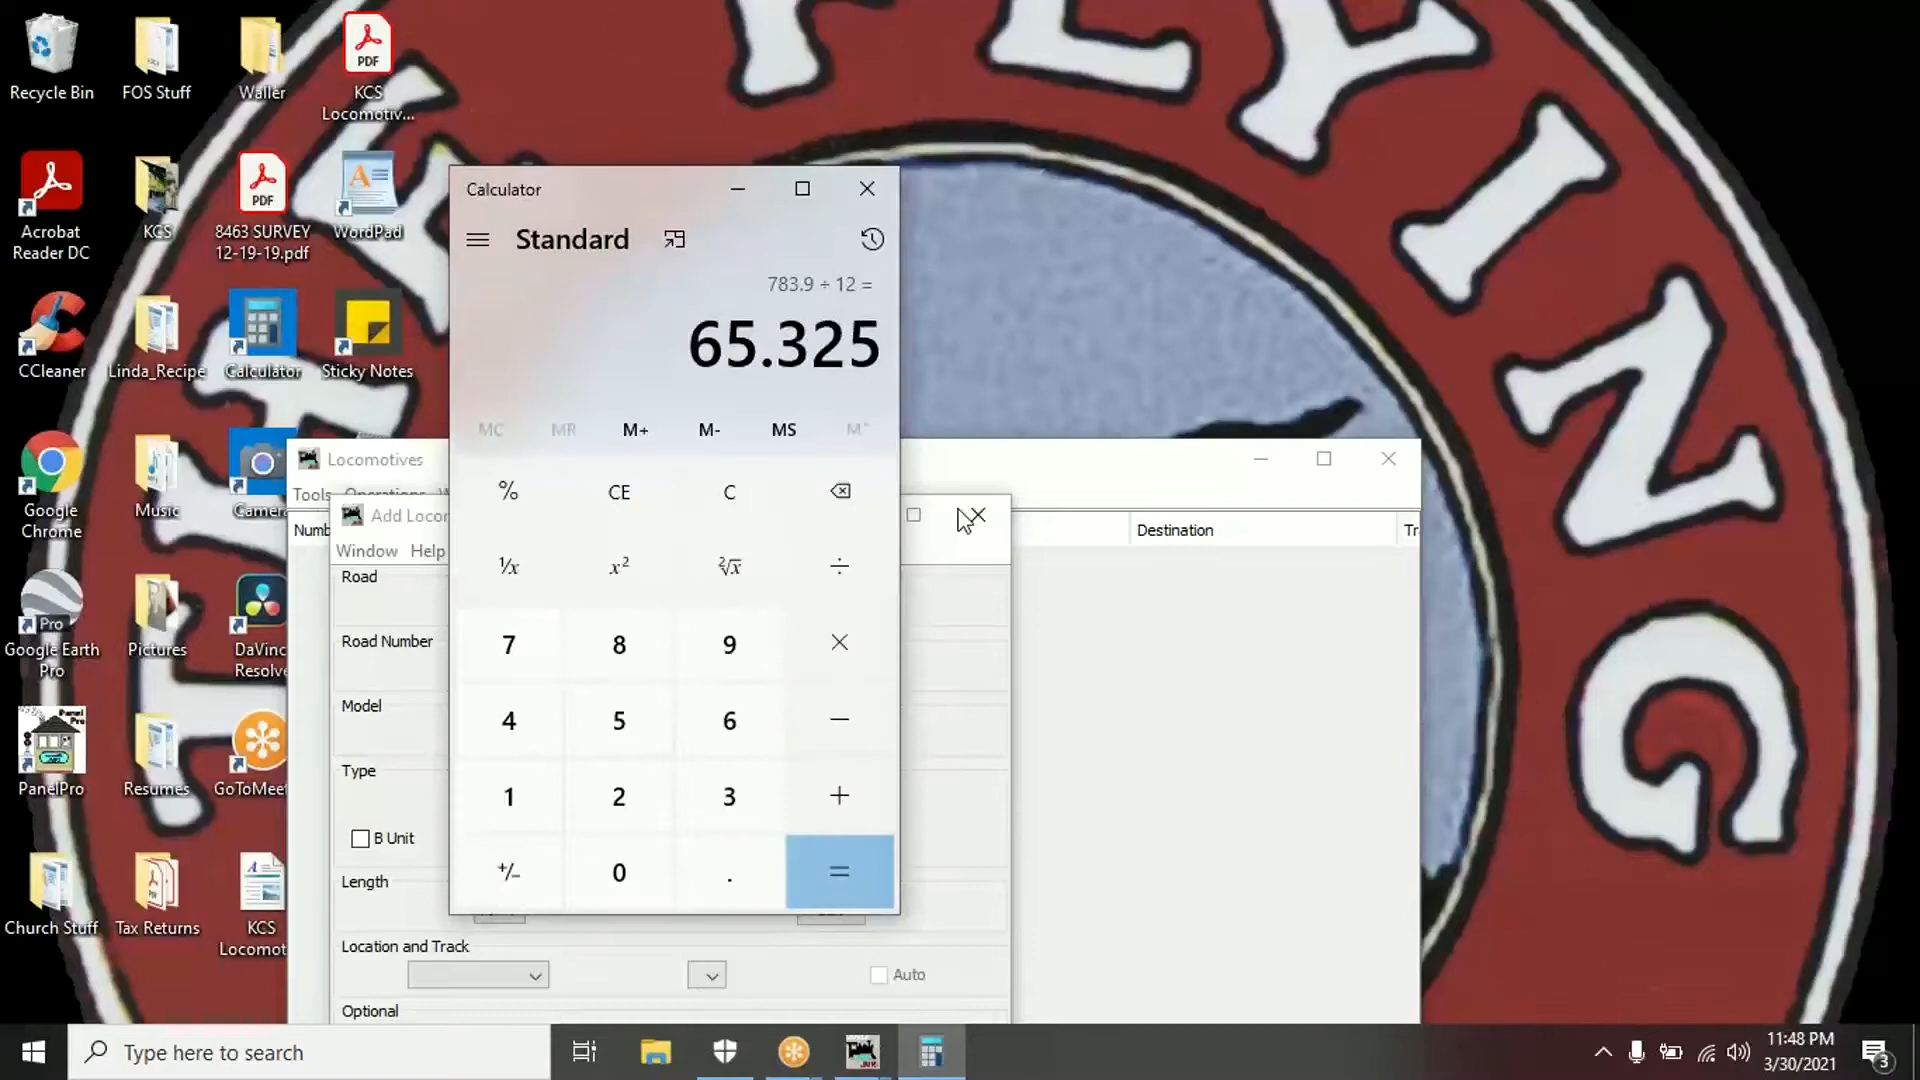 Recycle Bin
FOS Stuff
Waller
PDF
KCS
Locomotiv...
Acrobat
Reader DC
KCS
PDF
8463 SURVEY
12-19-19.pdf
WordPad
CCleaner
Linda_Recipe
Calculator
Sticky Notes
Google
Chrome
Music
Camera
Pro
Google Earth
Pro
Pictures
DaVinc
Resolve
Panel
Pro
PanelPro
Resumes
GoToMeet
Church Stuff
Tax Returns
KCS
Locomot
FLYING
Calculator
Standard
783.9 ÷ 12 =
65.325
MC MR M+ M- MS M˅
% CE C
⅟x x² ²√x ÷
7 8 9 ×
4 5 6 −
1 2 3 +
+/− 0 . =
Locomotives
Tools Operations
Numb
Destination
Tr
Add Locor
Window Help
Road
Road Number
Model
Type
B Unit
Length
Location and Track
Auto
Optional
Type here to search
11:48 PM
3/30/2021
3